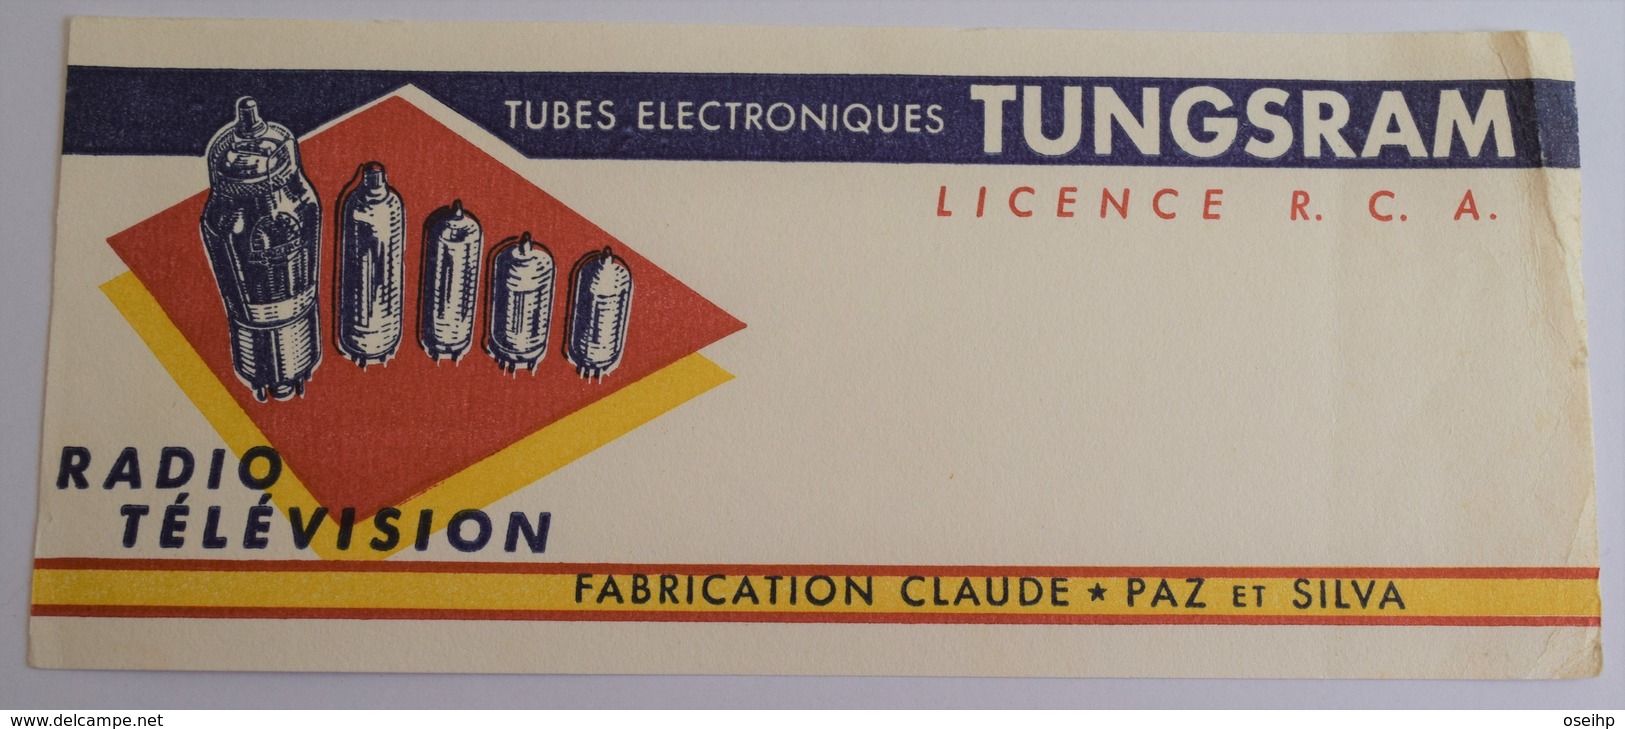 TUBES ELECTRONIQUES TUNGSRAM
LICENCE R. C. A.
RADIO
TÉLÉVISION
FABRICATION CLAUDE ★ PAZ ET SILVA
www.delcampe.net
oseihp